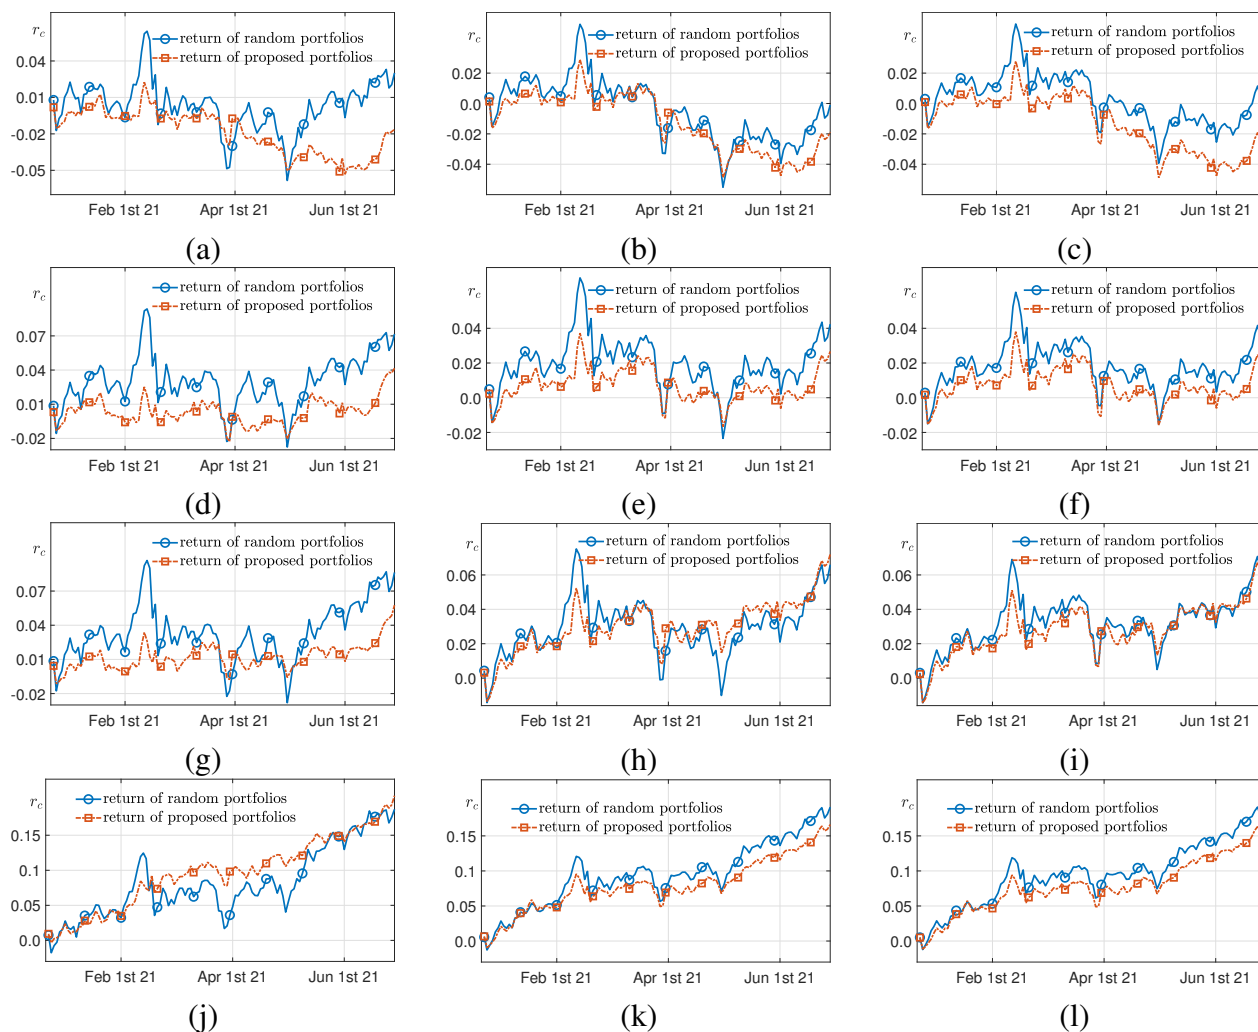 r_c
return of random portfolios
return of proposed portfolios
0.04
0.01
-0.02
-0.05
Feb 1st 21 Apr 1st 21 Jun 1st 21
(a)
r_c
return of random portfolios
return of proposed portfolios
0.02
0.0
-0.02
-0.04
Feb 1st 21 Apr 1st 21 Jun 1st 21
(b)
r_c
return of random portfolios
return of proposed portfolios
0.02
0.0
-0.02
-0.04
Feb 1st 21 Apr 1st 21 Jun 1st 21
(c)
r_c
return of random portfolios
return of proposed portfolios
0.07
0.04
0.01
-0.02
Feb 1st 21 Apr 1st 21 Jun 1st 21
(d)
r_c
return of random portfolios
return of proposed portfolios
0.04
0.02
0.0
-0.02
Feb 1st 21 Apr 1st 21 Jun 1st 21
(e)
r_c
return of random portfolios
return of proposed portfolios
0.04
0.02
0.0
-0.02
Feb 1st 21 Apr 1st 21 Jun 1st 21
(f)
r_c
return of random portfolios
return of proposed portfolios
0.07
0.04
0.01
-0.02
Feb 1st 21 Apr 1st 21 Jun 1st 21
(g)
r_c
return of random portfolios
return of proposed portfolios
0.06
0.04
0.02
0.0
Feb 1st 21 Apr 1st 21 Jun 1st 21
(h)
r_c
return of random portfolios
return of proposed portfolios
0.06
0.04
0.02
0.0
Feb 1st 21 Apr 1st 21 Jun 1st 21
(i)
r_c
return of random portfolios
return of proposed portfolios
0.15
0.1
0.05
0.0
Feb 1st 21 Apr 1st 21 Jun 1st 21
(j)
r_c
return of random portfolios
return of proposed portfolios
0.15
0.1
0.05
0.0
Feb 1st 21 Apr 1st 21 Jun 1st 21
(k)
r_c
return of random portfolios
return of proposed portfolios
0.15
0.1
0.05
0.0
Feb 1st 21 Apr 1st 21 Jun 1st 21
(l)